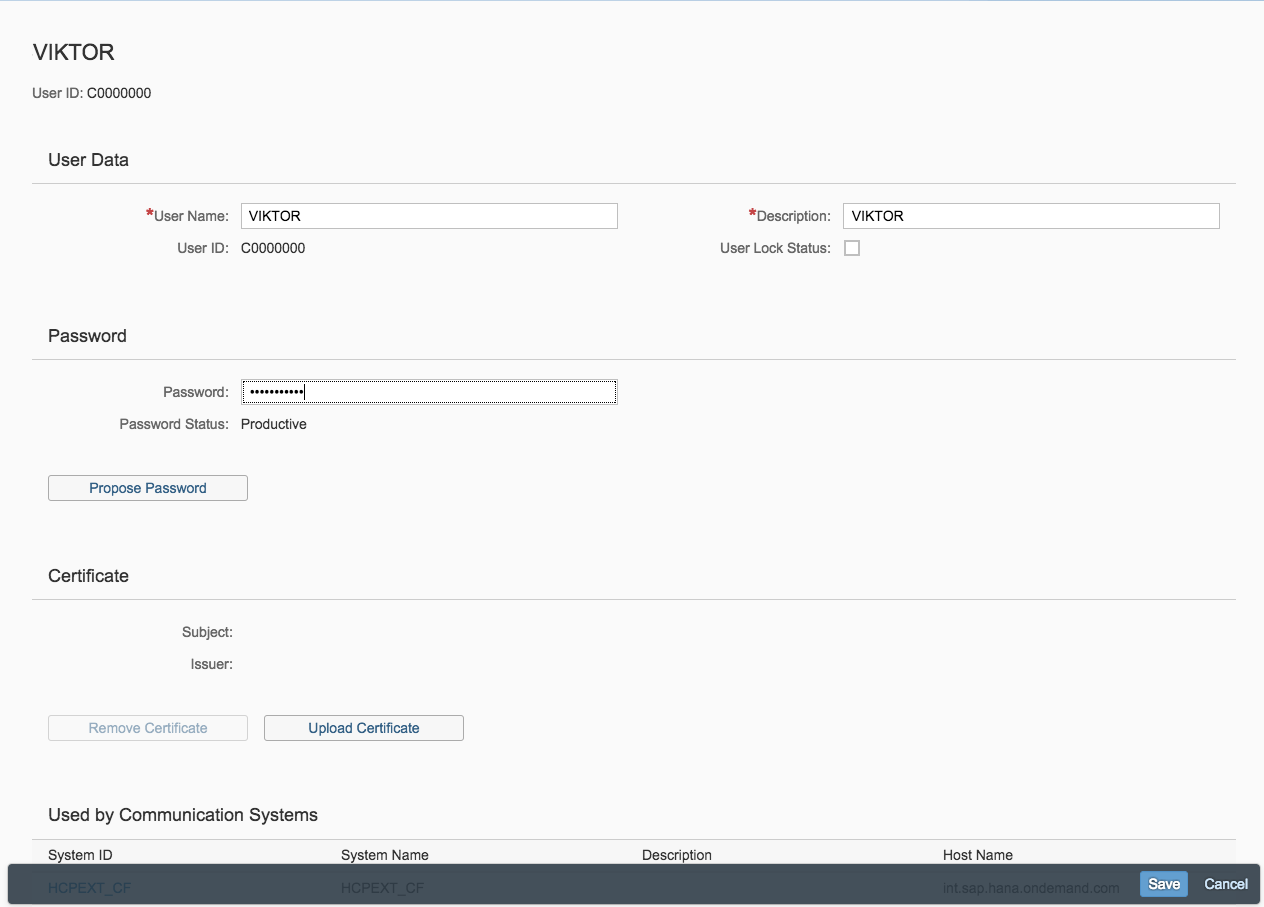 VIKTOR
User ID: C0000000
User Data
*User Name: VIKTOR *Description: VIKTOR
User ID: C0000000 User Lock Status:
Password
Password: •••••••••••
Password Status: Productive
Propose Password
Certificate
Subject:
Issuer:
Remove Certificate Upload Certificate
Used by Communication Systems
System ID System Name Description Host Name
HCPEXT_CF HCPEXT_CF int.sap.hana.ondemand.com Save Cancel